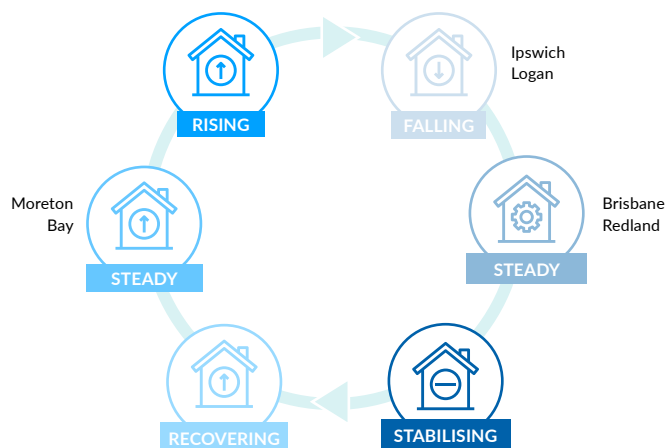 RISING
FALLING
Ipswich
Logan
Moreton
Bay
STEADY
Brisbane
Redland
STEADY
RECOVERING
STABILISING